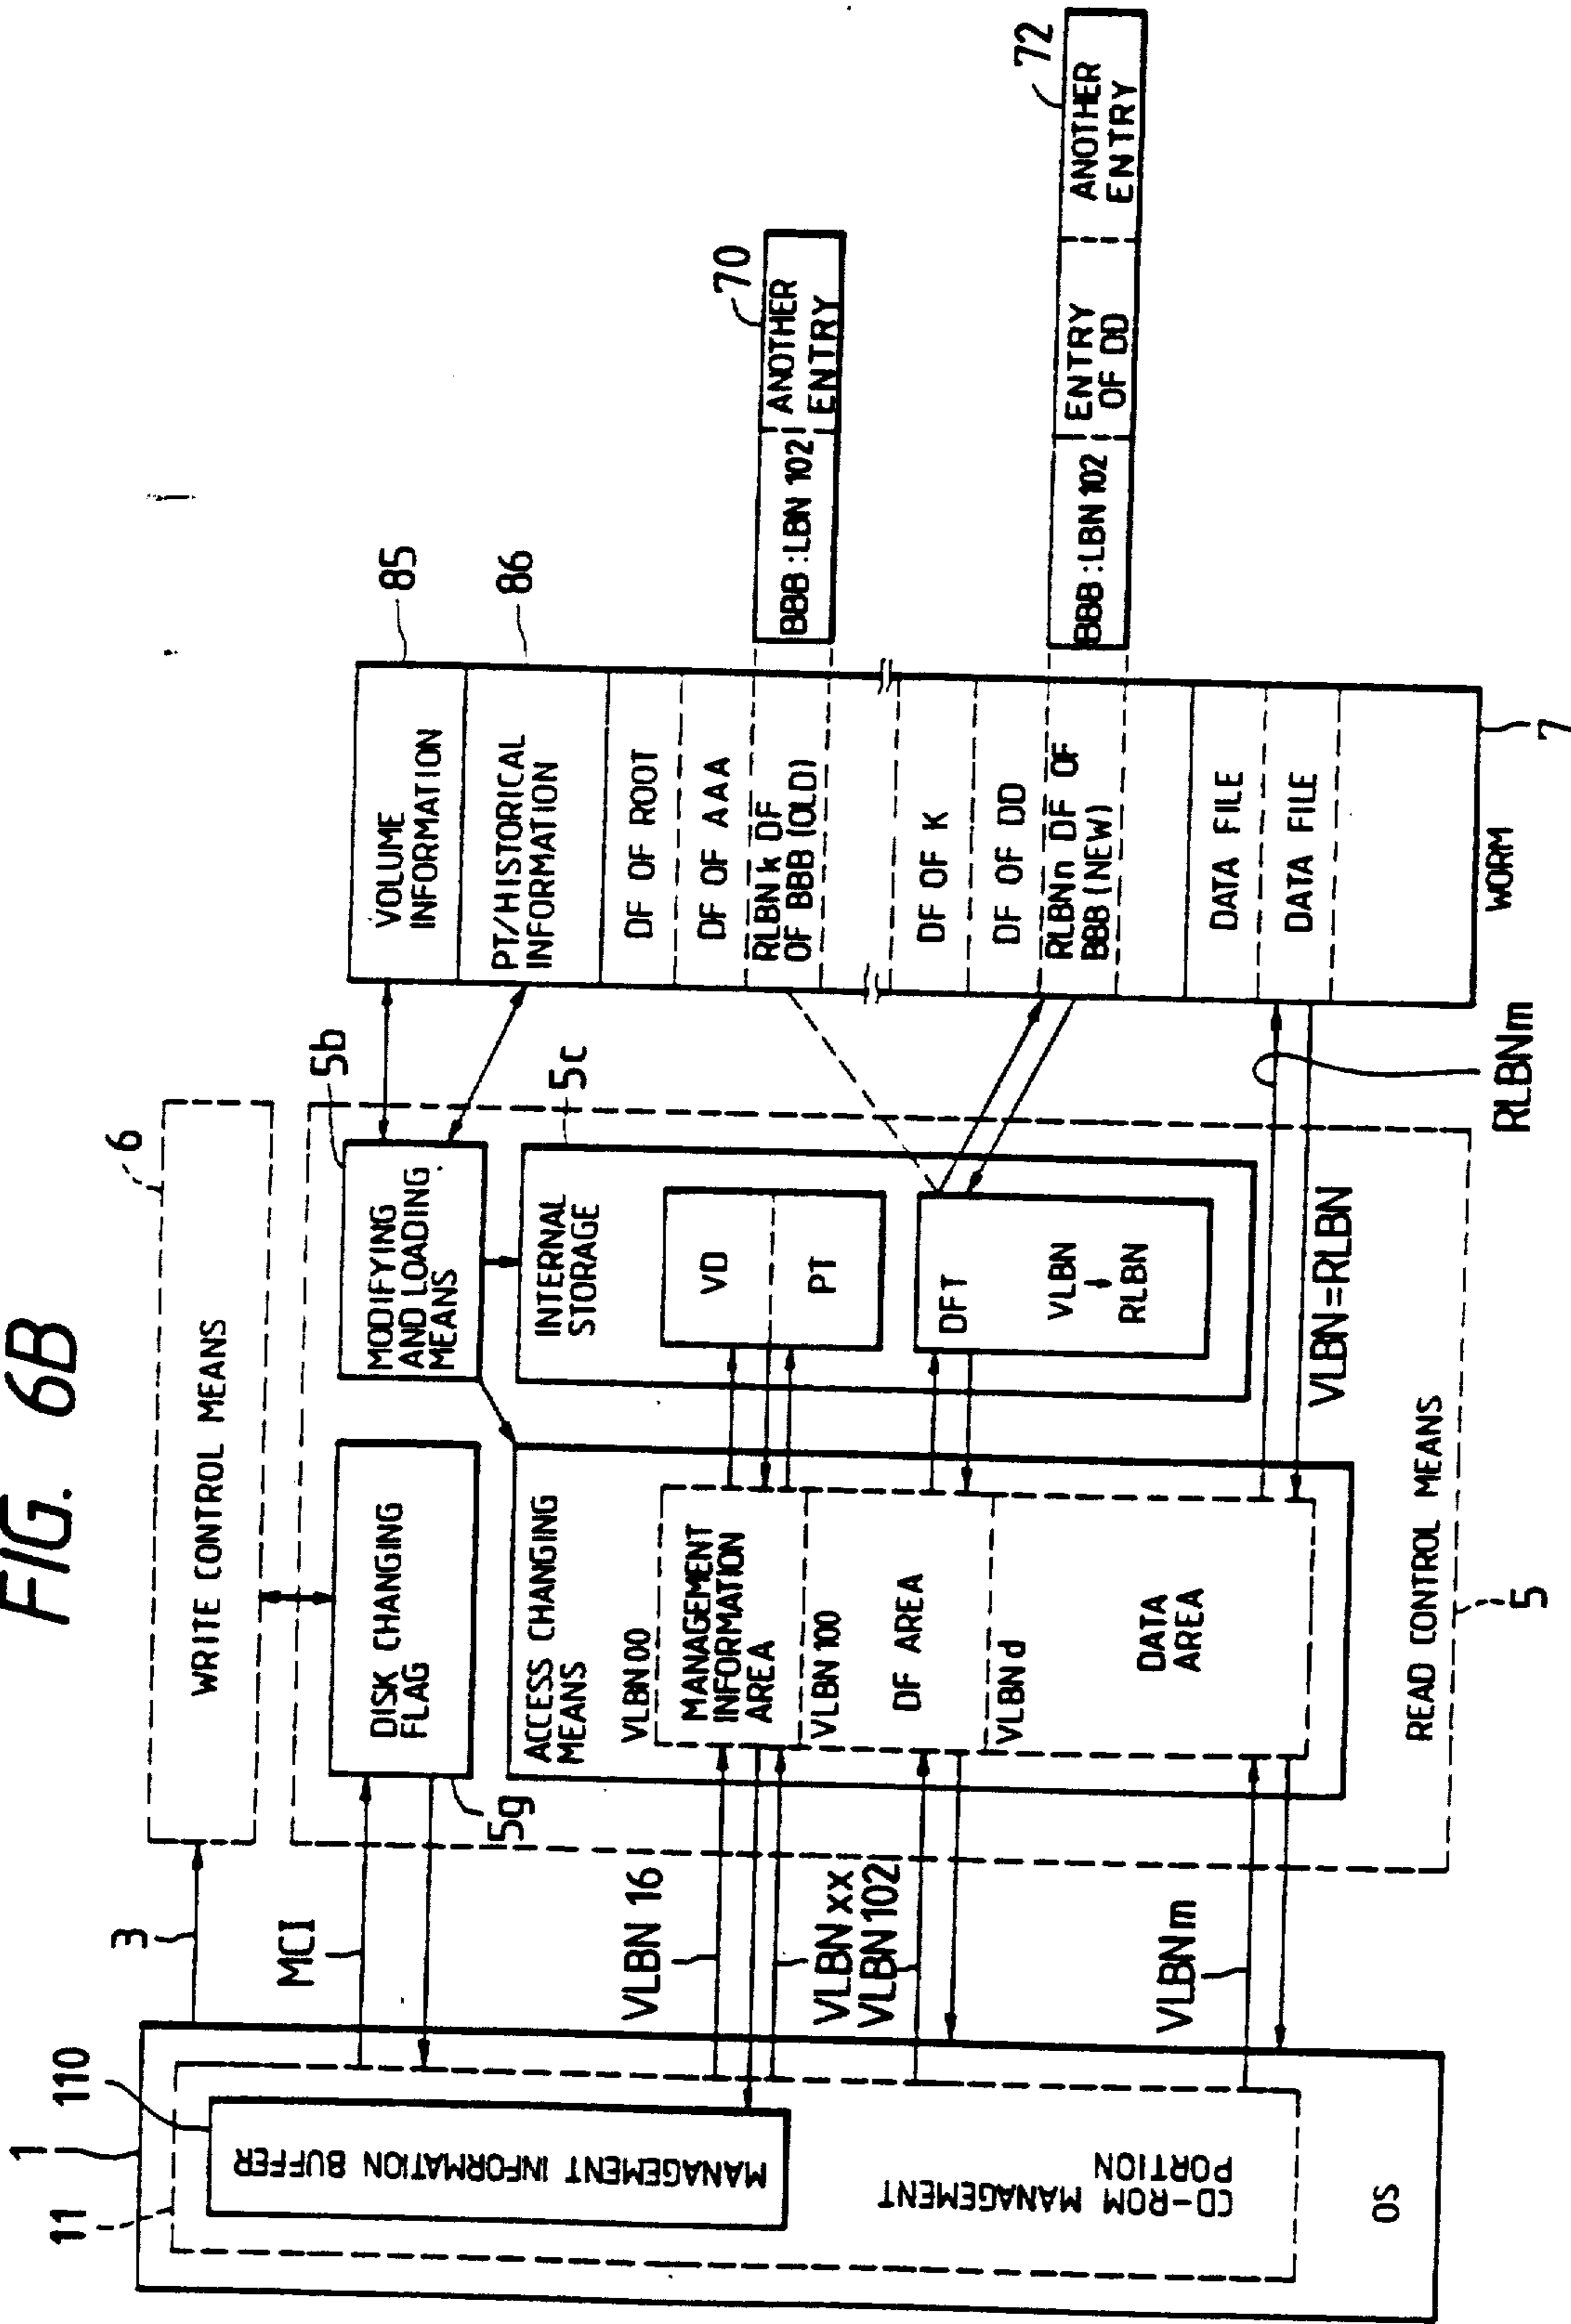 FIG. 6B
1
11
110
MANAGEMENT INFORMATION BUFFER
CD-ROM MANAGEMENT
PORTION
OS
3
MCI
VLBN 16
VLBN xx
VLBN 102
VLBNm
6
WRITE CONTROL MEANS
DISK CHANGING
FLAG
5g
ACCESS CHANGING
MEANS
VLBN 00
MANAGEMENT
INFORMATION
AREA
VLBN 100
DF AREA
VLBN d
DATA
AREA
READ CONTROL MEANS
5
5b
MODIFYING
AND LOADING
MEANS
5c
INTERNAL
STORAGE
VD
PT
DFT
VLBN
RLBN
VLBN=RLBN
RLBNm
85
VOLUME
INFORMATION
86
PT/HISTORICAL
INFORMATION
DF OF ROOT
DF OF AAA
RLBN k DF
OF BBB (OLD)
DF OF K
DF OF DD
RLBNn DF OF
BBB (NEW)
DATA FILE
DATA FILE
WORM
7
70
BBB :LBN 102
ANOTHER
ENTRY
72
BBB :LBN 102
ENTRY
OF DD
ANOTHER
ENTRY